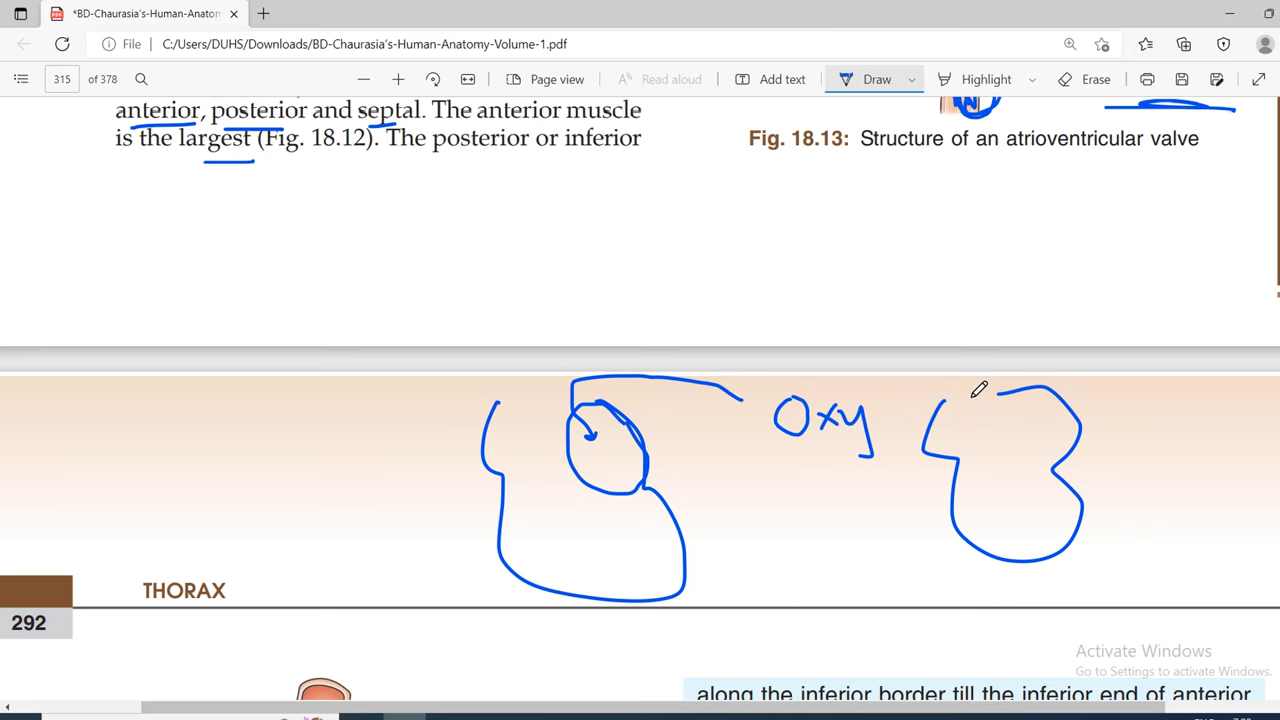 *BD-Chaurasia's-Human-Anatom
File
C:/Users/DUHS/Downloads/BD-Chaurasia's-Human-Anatomy-Volume-1.pdf
315 of 378
Page view
Read aloud
Add text
Draw
Highlight
Erase
anterior, posterior and septal. The anterior muscle
is the largest (Fig. 18.12). The posterior or inferior
Fig. 18.13: Structure of an atrioventricular valve
Oxy
THORAX
292
Activate Windows
Go to Settings to activate Windows.
along the inferior border till the inferior end of anterior